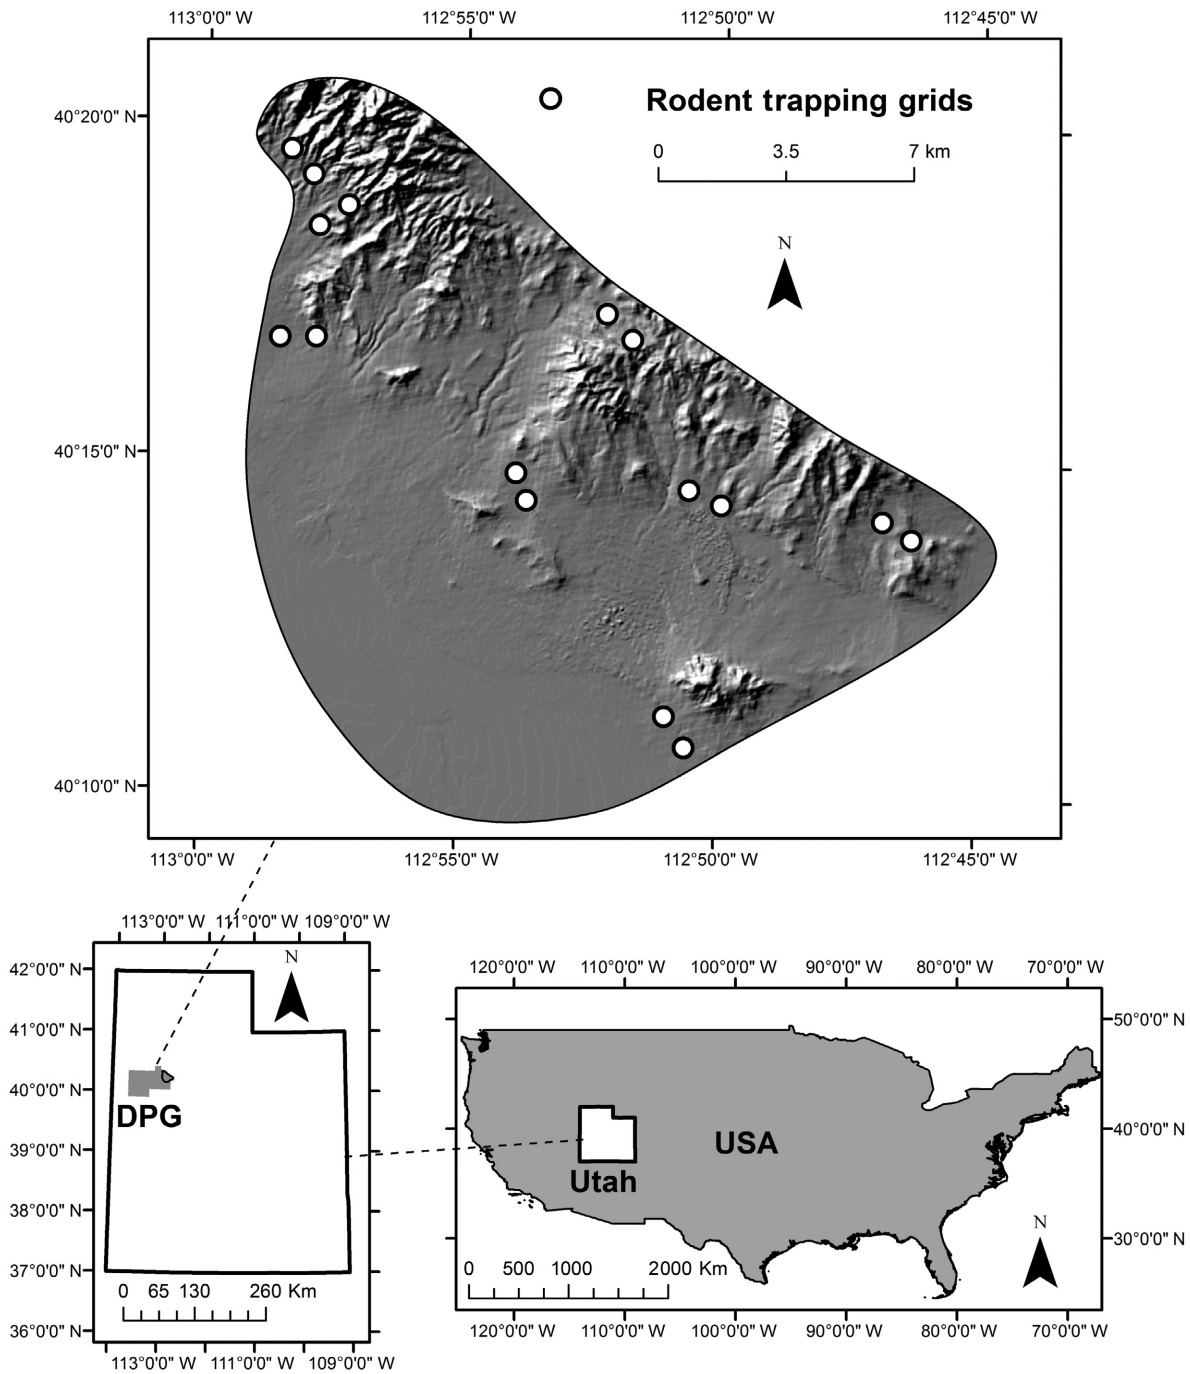 113°0'0" W 112°55'0" W 112°50'0" W 112°45'0" W
40°20'0" N
Rodent trapping grids
0 3.5 7 km
N
40°15'0" N
40°10'0" N
113°0'0" W 112°55'0" W 112°50'0" W 112°45'0" W
113°0'0" W 111°0'0" W 109°0'0" W
N
42°0'0" N
41°0'0" N
40°0'0" N
DPG
39°0'0" N
38°0'0" N
37°0'0" N
0 65 130 260 Km
36°0'0" N
113°0'0" W 111°0'0" W 109°0'0" W
120°0'0" W 110°0'0" W 100°0'0" W 90°0'0" W 80°0'0" W 70°0'0" W
50°0'0" N
40°0'0" N
USA
Utah
N
30°0'0" N
0 500 1000 2000 Km
120°0'0" W 110°0'0" W 100°0'0" W 90°0'0" W 80°0'0" W 70°0'0" W